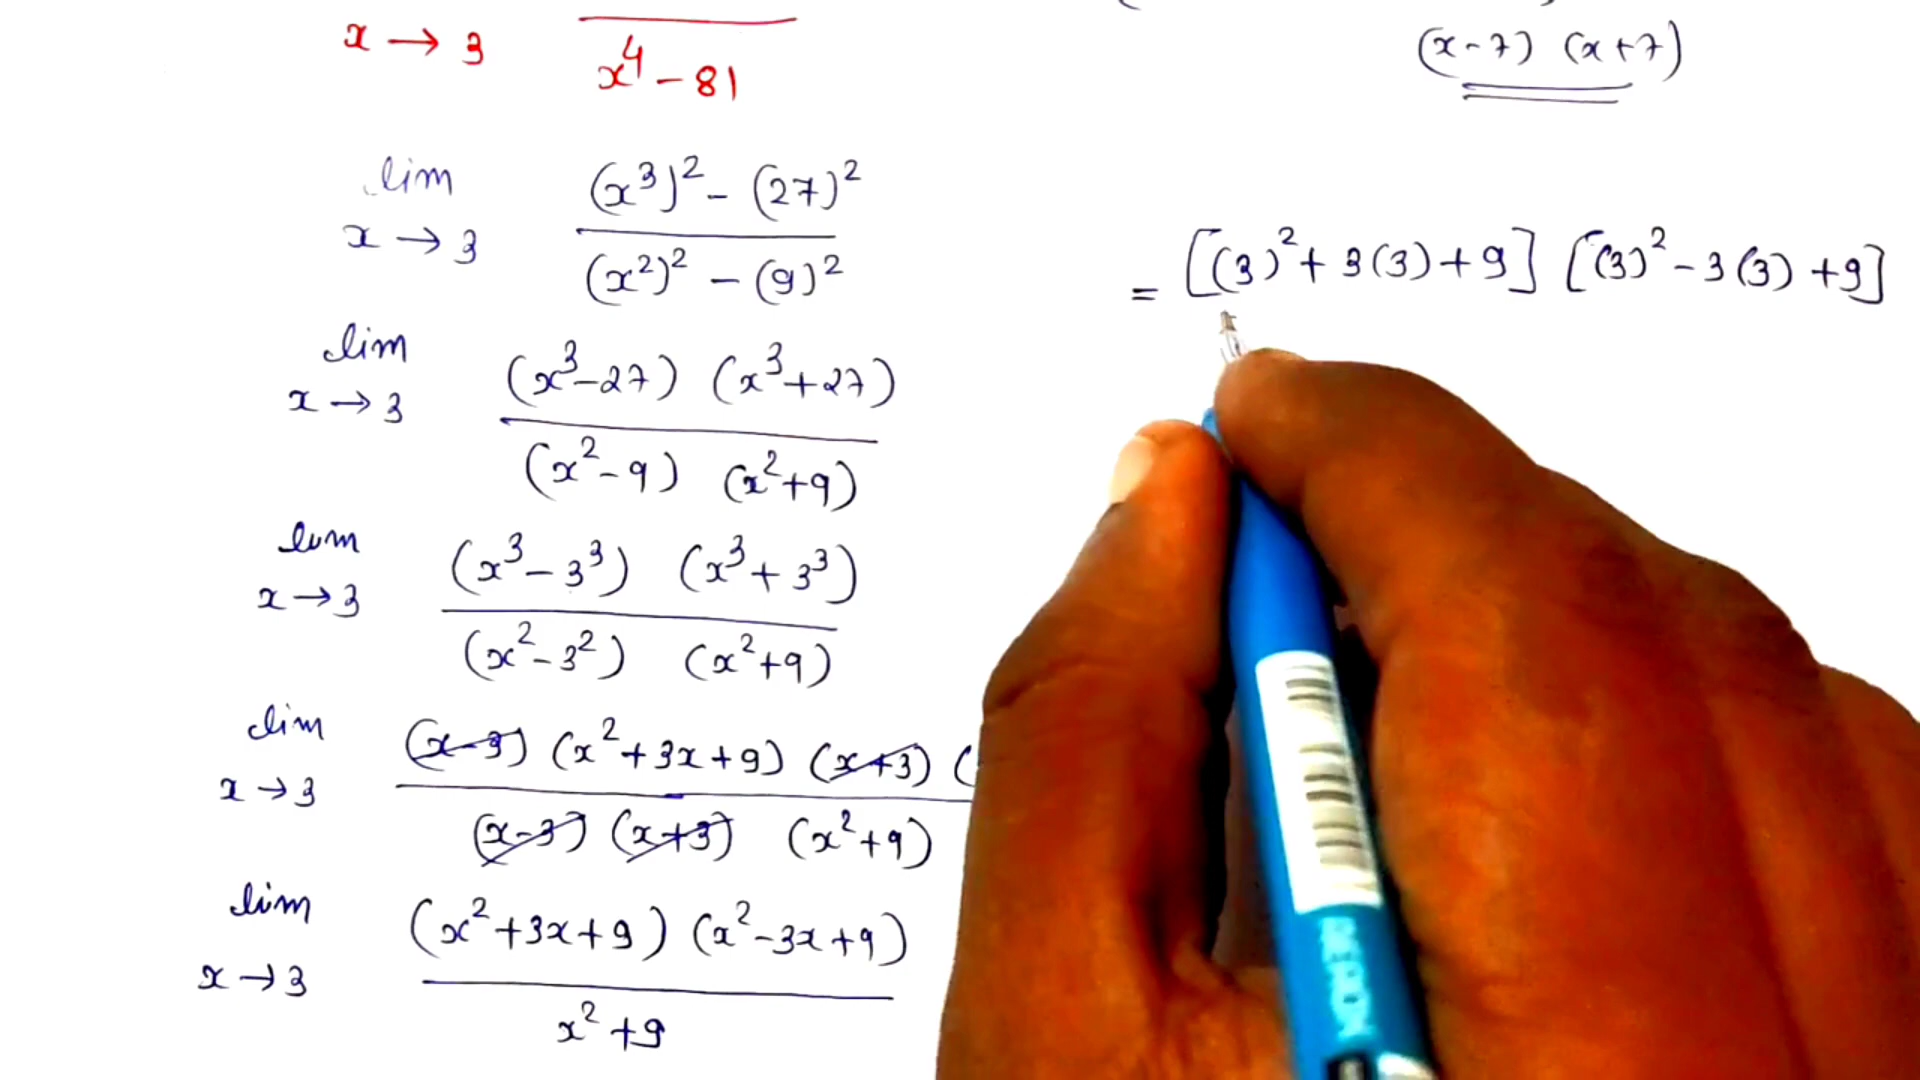 x → 3 x⁴ - 81
(x-7) (x+7)
lim (x³)² - (27)²
x → 3 (x²)² - (9)²
lim (x³-27) (x³+27)
x → 3 (x²-9) (x²+9)
lim (x³-3³) (x³+3³)
x → 3 (x²-3²) (x²+9)
lim (x-3) (x²+3x+9) (x+3) (
x → 3 (x-3) (x+3) (x²+9)
lim (x²+3x+9) (x²-3x+9)
x → 3 x²+9
= [(3)²+3(3)+9] [(3)²-3(3)+9]